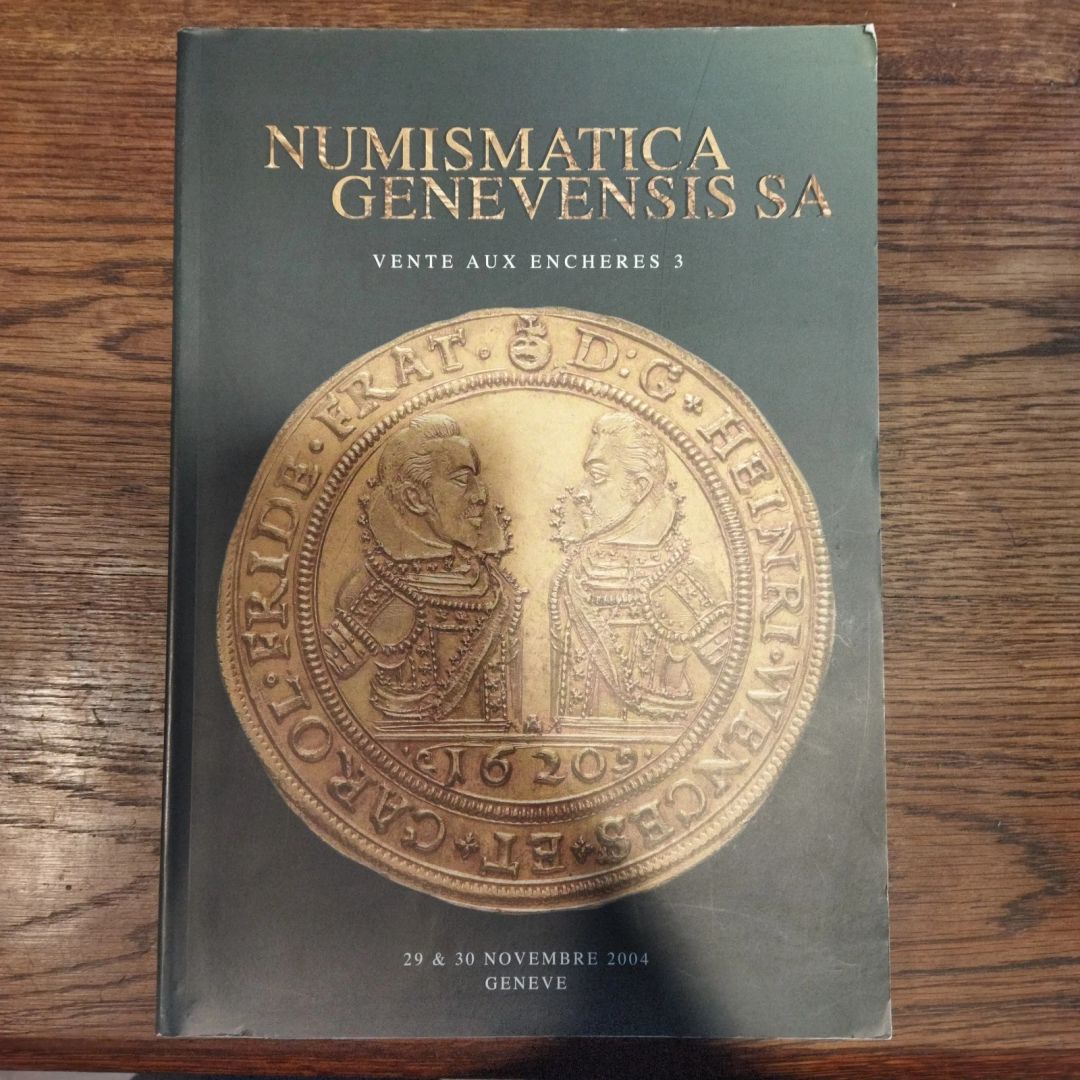 NUMISMATICA
GENEVENSIS SA
VENTE AUX ENCHERES 3
D:G * HEINRI · WENCES * ET * CAROL · FRIDE · FRAT ·
1620
29 & 30 NOVEMBRE 2004
GENEVE